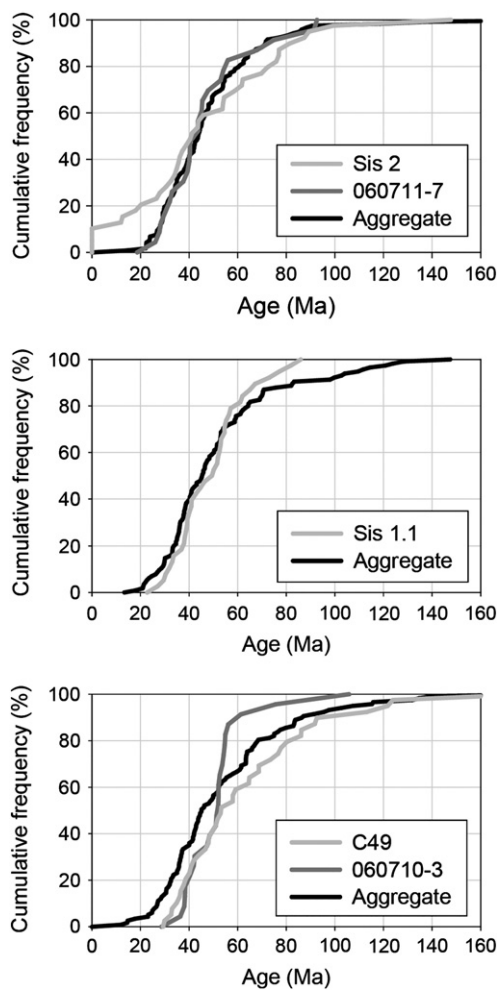 Cumulative frequency (%)
100
80
60
40
20
0
Sis 2
060711-7
Aggregate
0 20 40 60 80 100 120 140 160
Age (Ma)
Cumulative frequency (%)
100
80
60
40
20
0
Sis 1.1
Aggregate
0 20 40 60 80 100 120 140 160
Age (Ma)
Cumulative frequency (%)
100
80
60
40
20
0
C49
060710-3
Aggregate
0 20 40 60 80 100 120 140 160
Age (Ma)